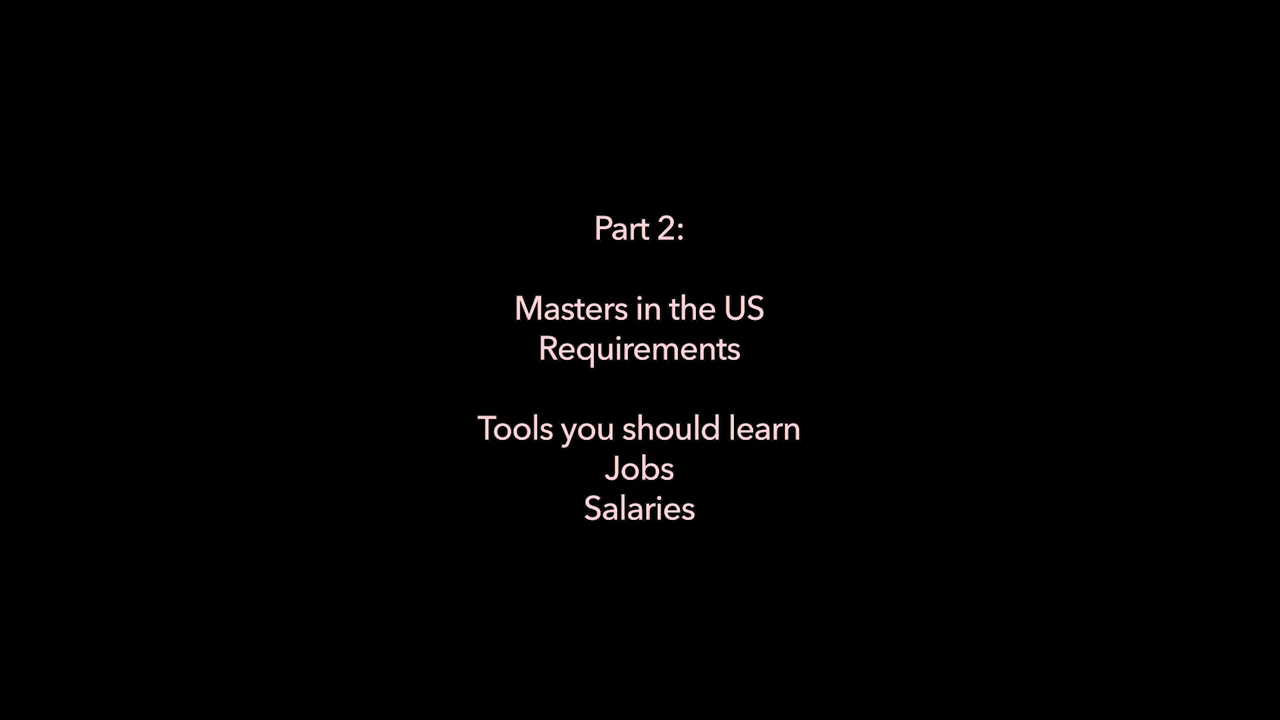 Part 2:
Masters in the US
Requirements
Tools you should learn
Jobs
Salaries